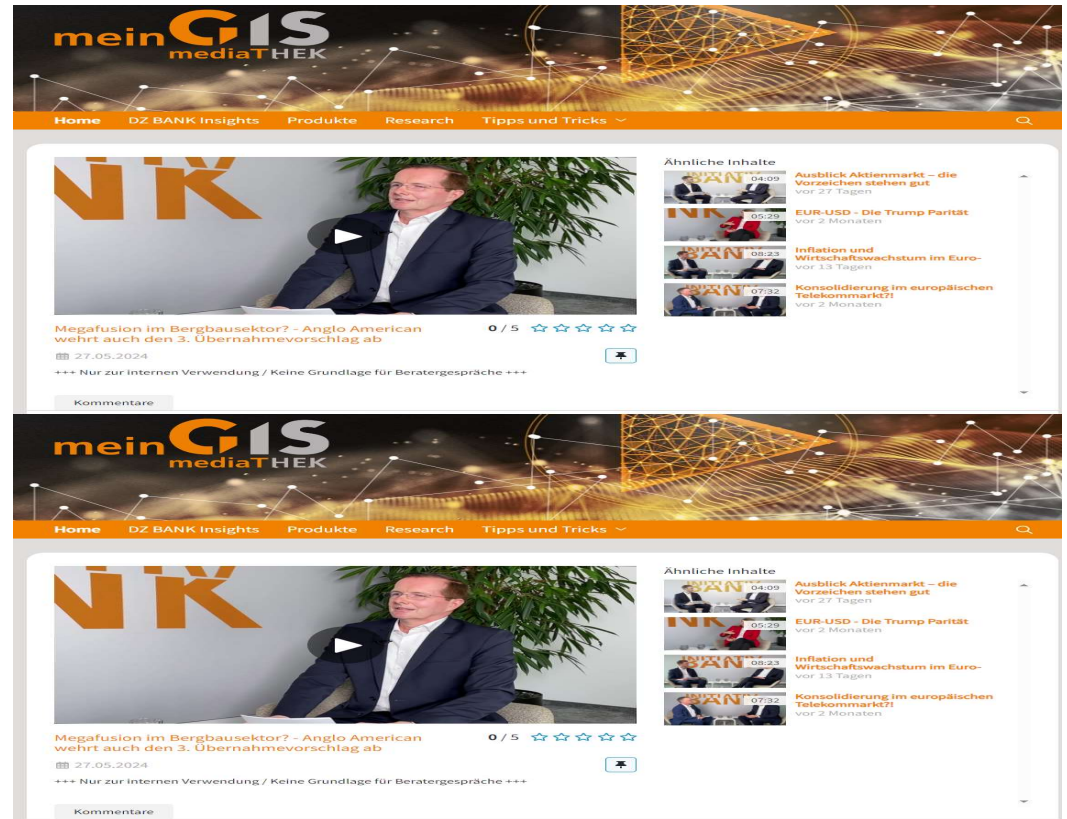 mein GIS
mediaTHEK
Home DZ BANK Insights Produkte Research Tipps und Tricks
NK
Ähnliche Inhalte
04:09 Ausblick Aktienmarkt – die
Vorzeichen stehen gut
vor 27 Tagen
05:29 EUR-USD - Die Trump Parität
vor 2 Monaten
08:23 Inflation und
Wirtschaftswachstum im Euro-
vor 13 Tagen
07:32 Konsolidierung im europäischen
Telekommarkt?!
vor 2 Monaten
Megafusion im Bergbausektor? - Anglo American
wehrt auch den 3. Übernahmevorschlag ab
0 / 5
27.05.2024
+++ Nur zur internen Verwendung / Keine Grundlage für Beratergespräche +++
Kommentare
mein GIS
mediaTHEK
Home DZ BANK Insights Produkte Research Tipps und Tricks
NK
Ähnliche Inhalte
04:09 Ausblick Aktienmarkt – die
Vorzeichen stehen gut
vor 27 Tagen
05:29 EUR-USD - Die Trump Parität
vor 2 Monaten
08:23 Inflation und
Wirtschaftswachstum im Euro-
vor 13 Tagen
07:32 Konsolidierung im europäischen
Telekommarkt?!
vor 2 Monaten
Megafusion im Bergbausektor? - Anglo American
wehrt auch den 3. Übernahmevorschlag ab
0 / 5
27.05.2024
+++ Nur zur internen Verwendung / Keine Grundlage für Beratergespräche +++
Kommentare